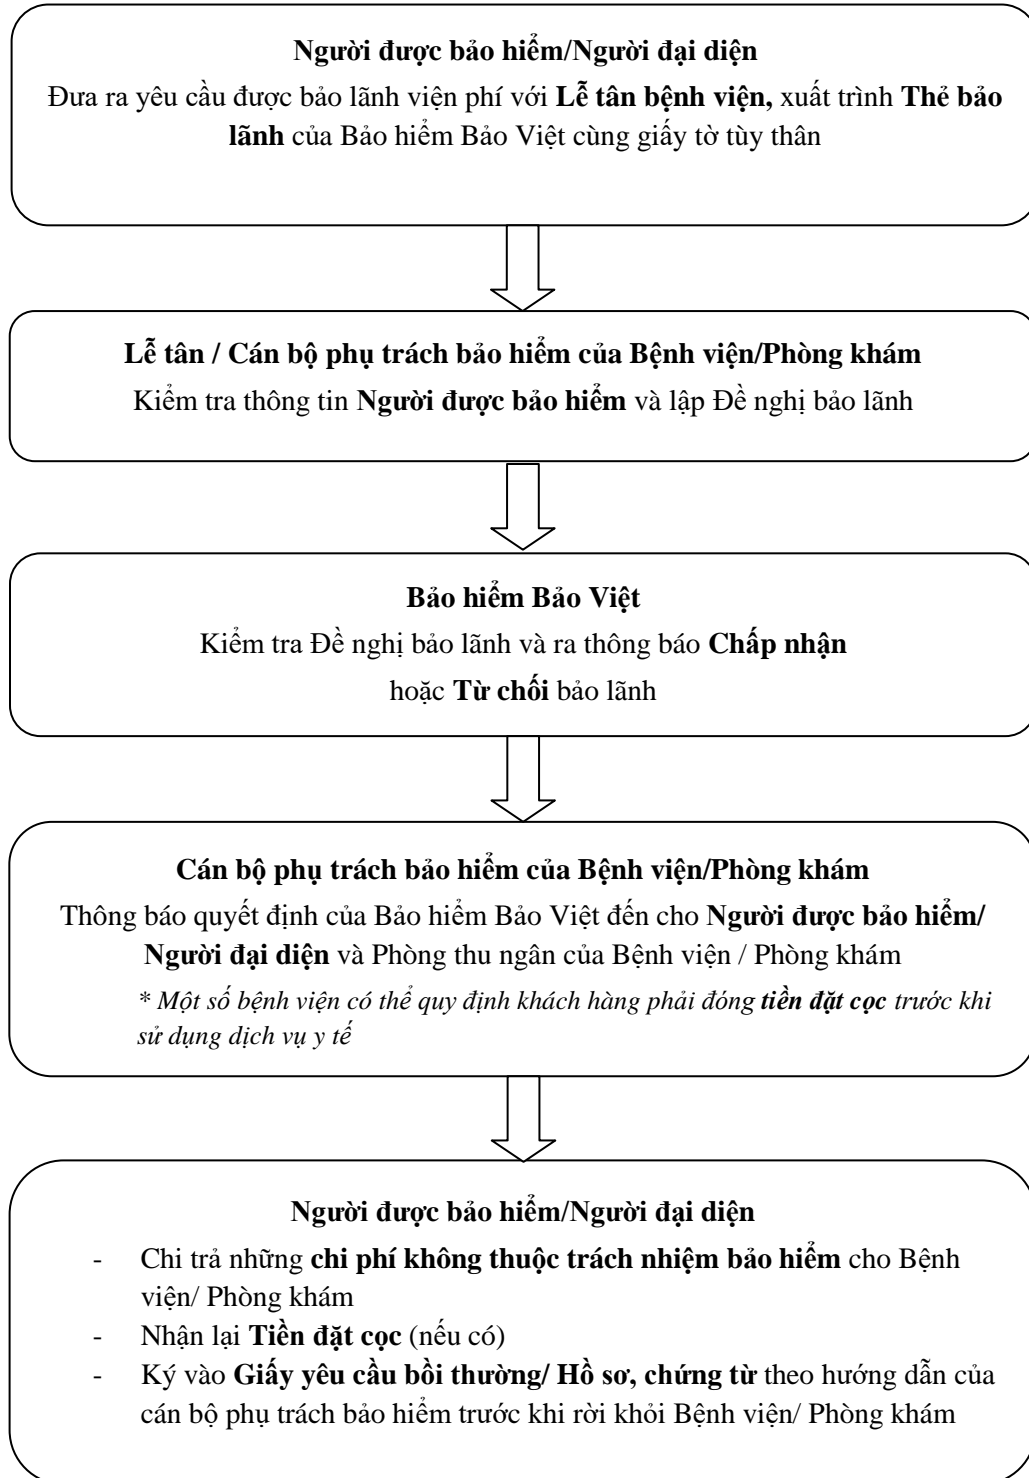 Người được bảo hiểm/Người đại diện
Đưa ra yêu cầu được bảo lãnh viện phí với Lễ tân bệnh viện, xuất trình Thẻ bảo
lãnh của Bảo hiểm Bảo Việt cùng giấy tờ tùy thân
Lễ tân / Cán bộ phụ trách bảo hiểm của Bệnh viện/Phòng khám
Kiểm tra thông tin Người được bảo hiểm và lập Đề nghị bảo lãnh
Bảo hiểm Bảo Việt
Kiểm tra Đề nghị bảo lãnh và ra thông báo Chấp nhận
hoặc Từ chối bảo lãnh
Cán bộ phụ trách bảo hiểm của Bệnh viện/Phòng khám
Thông báo quyết định của Bảo hiểm Bảo Việt đến cho Người được bảo hiểm/
Người đại diện và Phòng thu ngân của Bệnh viện / Phòng khám
* Một số bệnh viện có thể quy định khách hàng phải đóng tiền đặt cọc trước khi
sử dụng dịch vụ y tế
Người được bảo hiểm/Người đại diện
- Chi trả những chi phí không thuộc trách nhiệm bảo hiểm cho Bệnh
viện/ Phòng khám
- Nhận lại Tiền đặt cọc (nếu có)
- Ký vào Giấy yêu cầu bồi thường/ Hồ sơ, chứng từ theo hướng dẫn của
cán bộ phụ trách bảo hiểm trước khi rời khỏi Bệnh viện/ Phòng khám